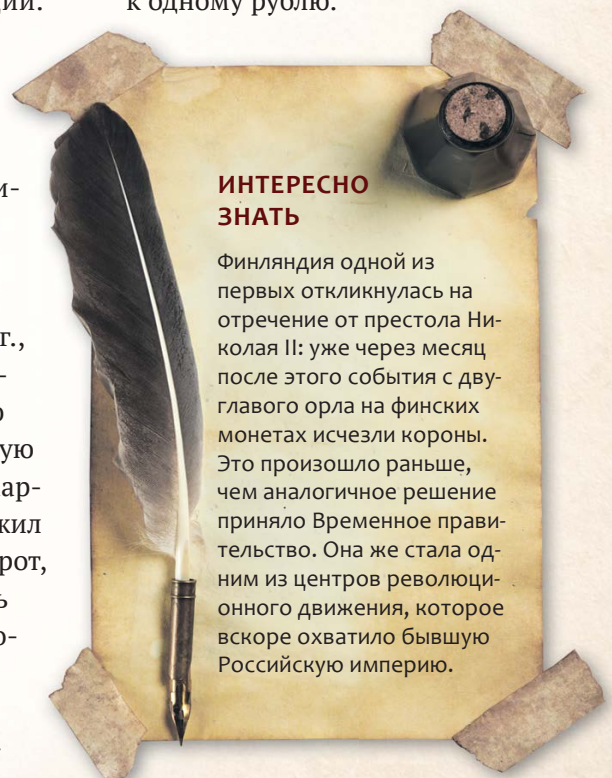 к одному рублю.
ИНТЕРЕСНО
ЗНАТЬ
Финляндия одной из
первых откликнулась на
отречение от престола Ни-
колая II: уже через месяц
после этого события с дву-
главого орла на финских
монетах исчезли короны.
Это произошло раньше,
чем аналогичное решение
приняло Временное прави-
тельство. Она же стала од-
ним из центров революци-
онного движения, которое
вскоре охватило бывшую
Российскую империю.